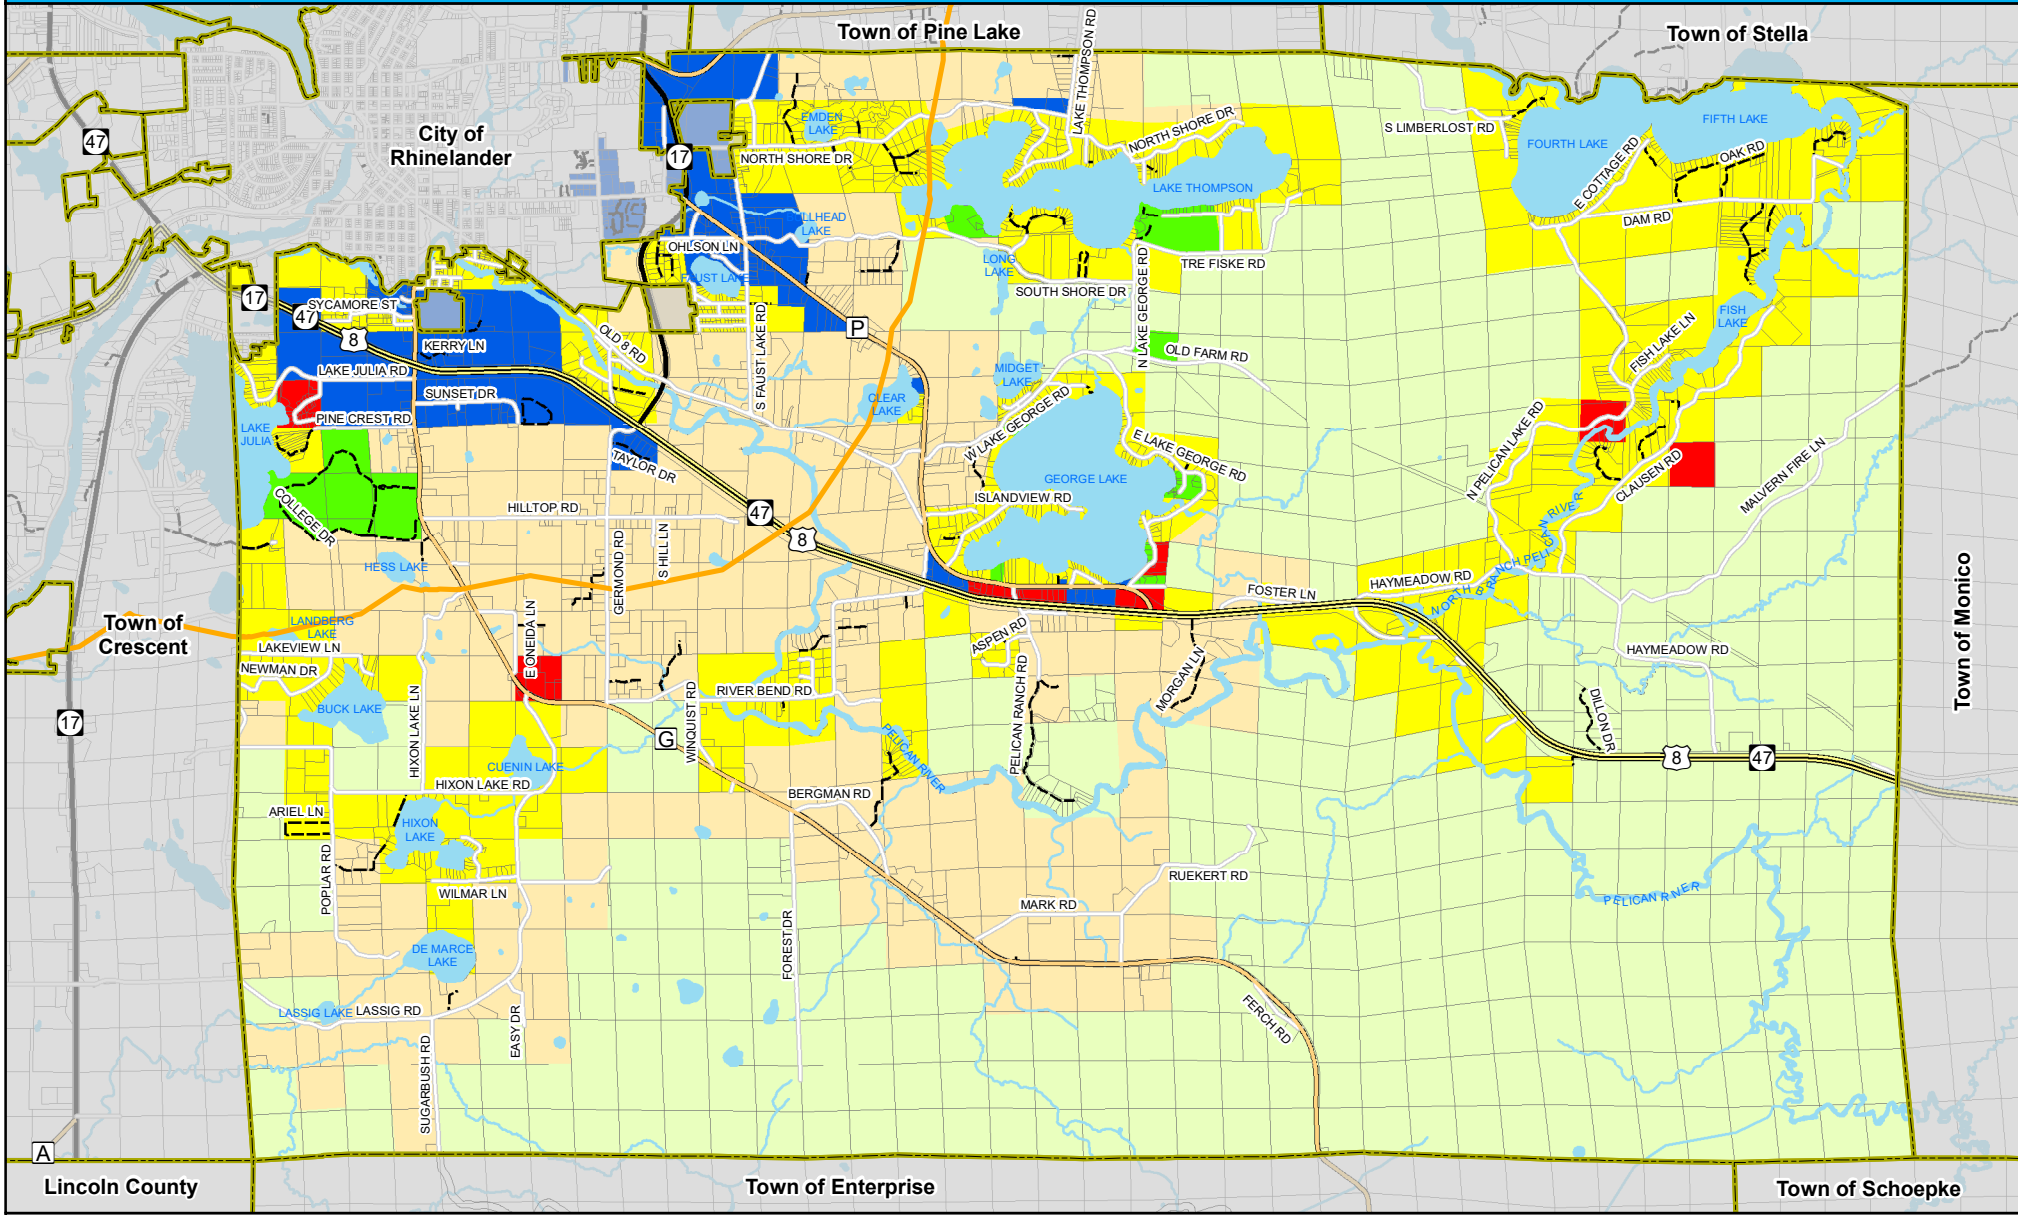 Town of Pine Lake
Town of Stella
LAKE THOMPSON RD
47
City of
Rhinelander
17
EMDEN
LAKE
NORTH SHORE DR
NORTH SHORE DR
S LIMBERLOST RD
FOURTH LAKE
FIFTH LAKE
OAK RD
E COTTAGE RD
DAM RD
LAKE THOMPSON
LLHEAD
LAKE
OHLSON LN
FAUST LAKE
LONG
LAKE
TRE FISKE RD
SOUTH SHORE DR
N LAKE GEORGE RD
17
SYCAMORE ST
47
8
KERRY LN
OLD 8 RD
S FAUST LAKE RD
P
FISH
LAKE
FISH LAKE LN
OLD FARM RD
MIDGET
LAKE
LAKE JULIA RD
SUNSET DR
PINE CREST RD
CLEAR
LAKE
W LAKE GEORGE RD
LAKE
JULIA
E LAKE GEORGE RD
N PELICAN LAKE RD
TAYLOR DR
GEORGE LAKE
ISLANDVIEW RD
CLAUSEN RD
MALVERN FIRE LN
COLLEGE DR
HILLTOP RD
47
8
S HILL LN
GERMOND RD
HESS LAKE
NORTH BRANCH PELICAN RIVER
HAYMEADOW RD
FOSTER LN
Town of
Crescent
LANDBERG
LAKE
LAKEVIEW LN
NEWMAN DR
E ONEIDA LN
ASPEN RD
HAYMEADOW RD
Town of Monico
BUCK LAKE
HIXON LAKE LN
WINQUIST RD
RIVER BEND RD
PELICAN RANCH RD
MORGAN LN
DILLON DR
17
G
PELICAN RIVER
8
47
CUENIN LAKE
HIXON LAKE RD
BERGMAN RD
ARIEL LN
HIXON
LAKE
POPLAR RD
WILMAR LN
RUEKERT RD
MARK RD
PELICAN RIVER
FOREST DR
DE MARCE
LAKE
LASSIG LAKE
LASSIG RD
EASY DR
SUGARBUSH RD
FERCH RD
A
Lincoln County
Town of Enterprise
Town of Schoepke